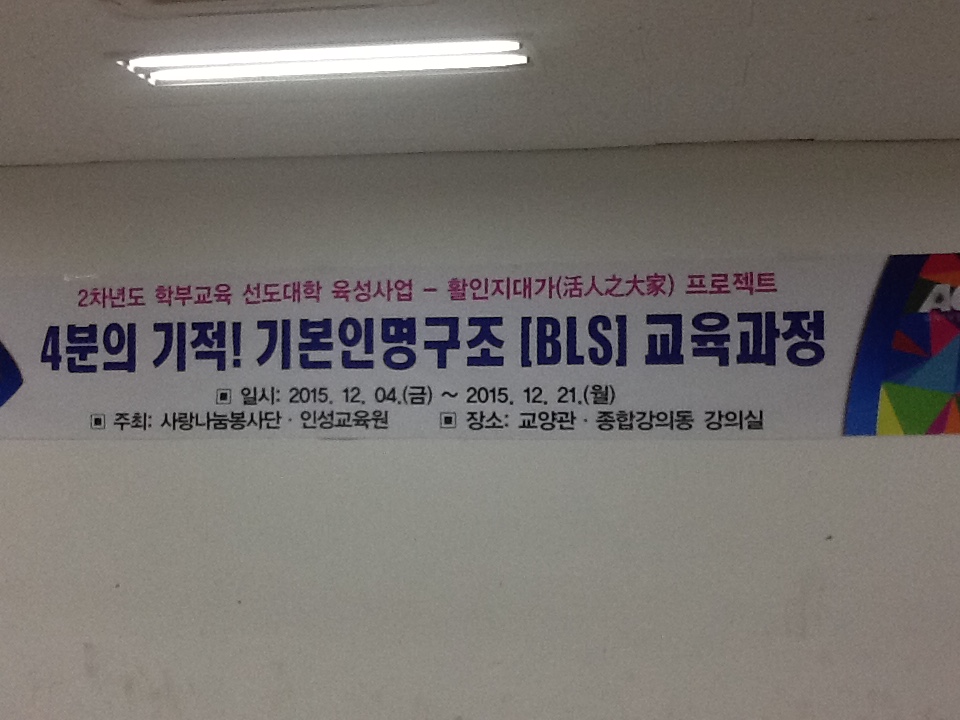 2차년도 학부교육 선도대학 육성사업 - 활인지대가(活人之大家) 프로젝트
4분의 기적! 기본인명구조 [BLS] 교육과정
▣ 일시: 2015. 12. 04.(금) ~ 2015. 12. 21.(월)
▣ 주최: 사랑나눔봉사단 · 인성교육원 ▣ 장소: 교양관 · 종합강의동 강의실